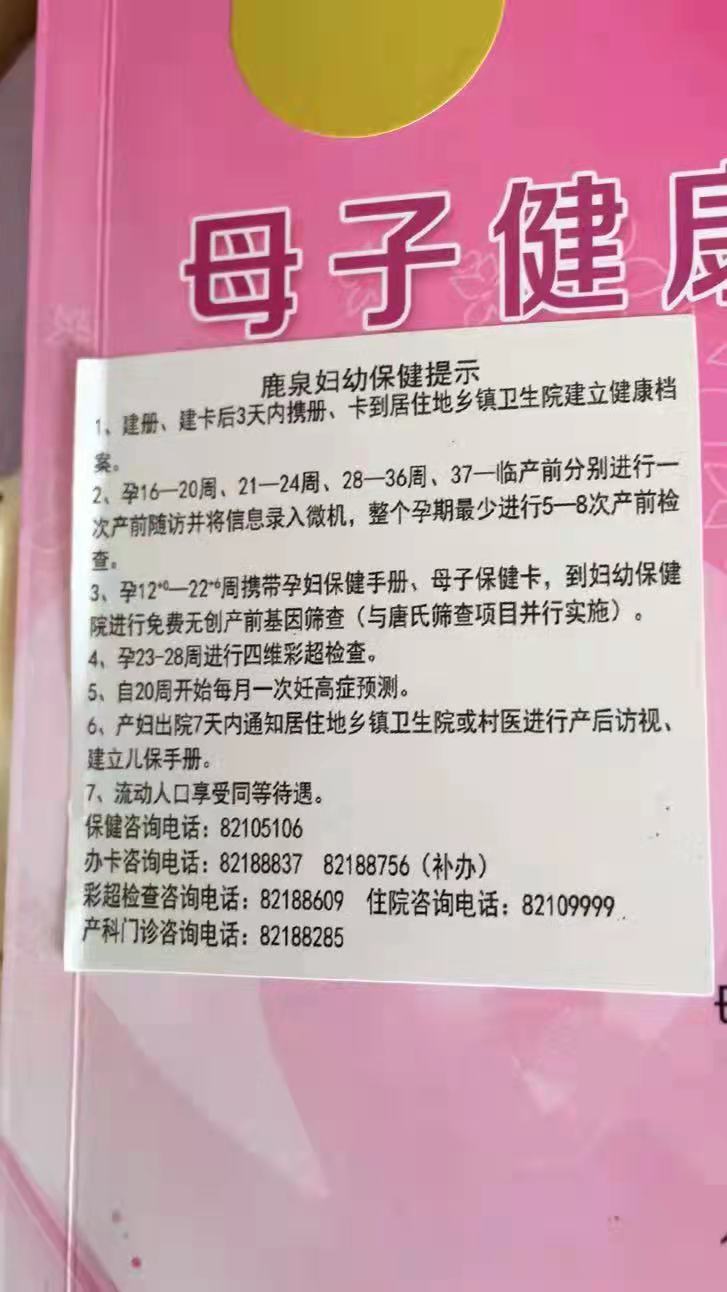 母子健康
鹿泉妇幼保健提示
1、建册、建卡后3天内携册、卡到居住地乡镇卫生院建立健康档
案。
2、孕16—20周、21—24周、28—36周、37—临产前分别进行一
次产前随访并将信息录入微机，整个孕期最少进行5—8次产前检
查。
3、孕12⁺⁰—22⁺⁶周携带孕妇保健手册、母子保健卡，到妇幼保健
院进行免费无创产前基因筛查（与唐氏筛查项目并行实施）。
4、孕23-28周进行四维彩超检查。
5、自20周开始每月一次妊高症预测。
6、产妇出院7天内通知居住地乡镇卫生院或村医进行产后访视、
建立儿保手册。
7、流动人口享受同等待遇。
保健咨询电话：82105106
办卡咨询电话：82188837 82188756（补办）
彩超检查咨询电话：82188609 住院咨询电话：82109999
产科门诊咨询电话：82188285